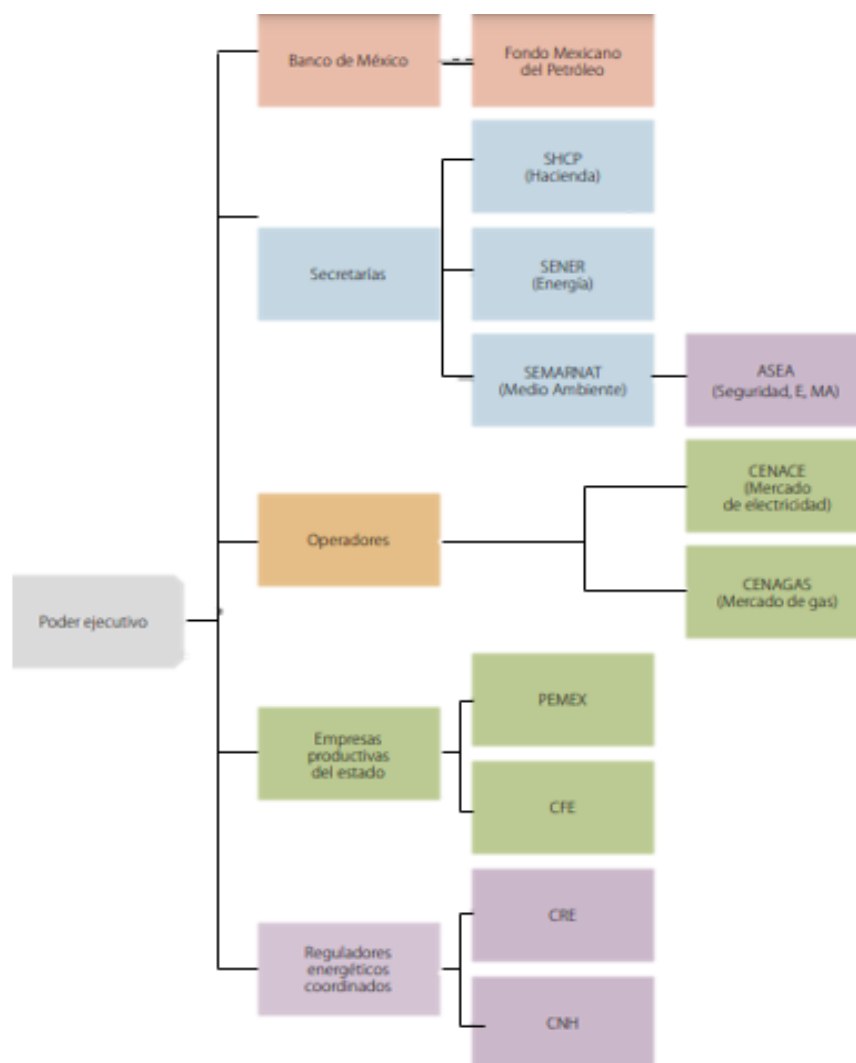 Banco de México
Fondo Mexicano
del Petróleo
SHCP
(Hacienda)
Secretarías
SENER
(Energía)
SEMARNAT
(Medio Ambiente)
ASEA
(Seguridad, E, MA)
CENACE
(Mercado
de electricidad)
Operadores
CENAGAS
(Mercado de gas)
Poder ejecutivo
PEMEX
Empresas
productivas
del estado
CFE
CRE
Reguladores
energéticos
coordinados
CNH